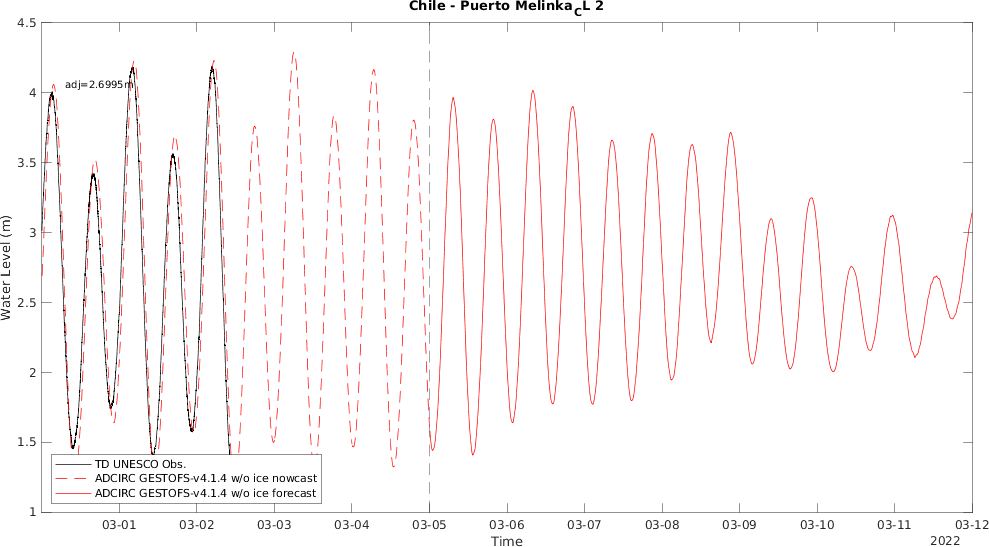 Chile - Puerto Melinka_CL 2
4.5
4
3.5
3
2.5
2
1.5
1
Water Level (m)
adj=2.6995m
TD UNESCO Obs.
ADCIRC GESTOFS-v4.1.4 w/o ice nowcast
ADCIRC GESTOFS-v4.1.4 w/o ice forecast
03-01 03-02 03-03 03-04 03-05 03-06 03-07 03-08 03-09 03-10 03-11 03-12
Time
2022